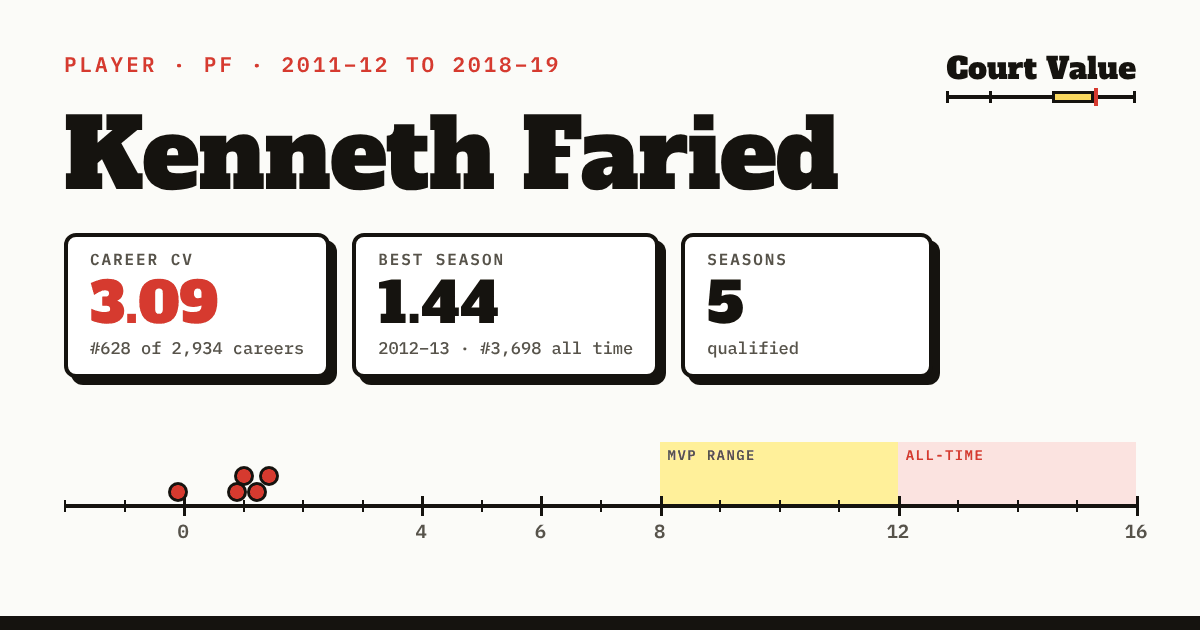 PLAYER · PF · 2011–12 TO 2018–19
Court Value
Kenneth Faried
CAREER CV
3.09
#628 of 2,934 careers
BEST SEASON
1.44
2012–13 · #3,698 all time
SEASONS
5
qualified
MVP RANGE
ALL-TIME
0 4 6 8 12 16